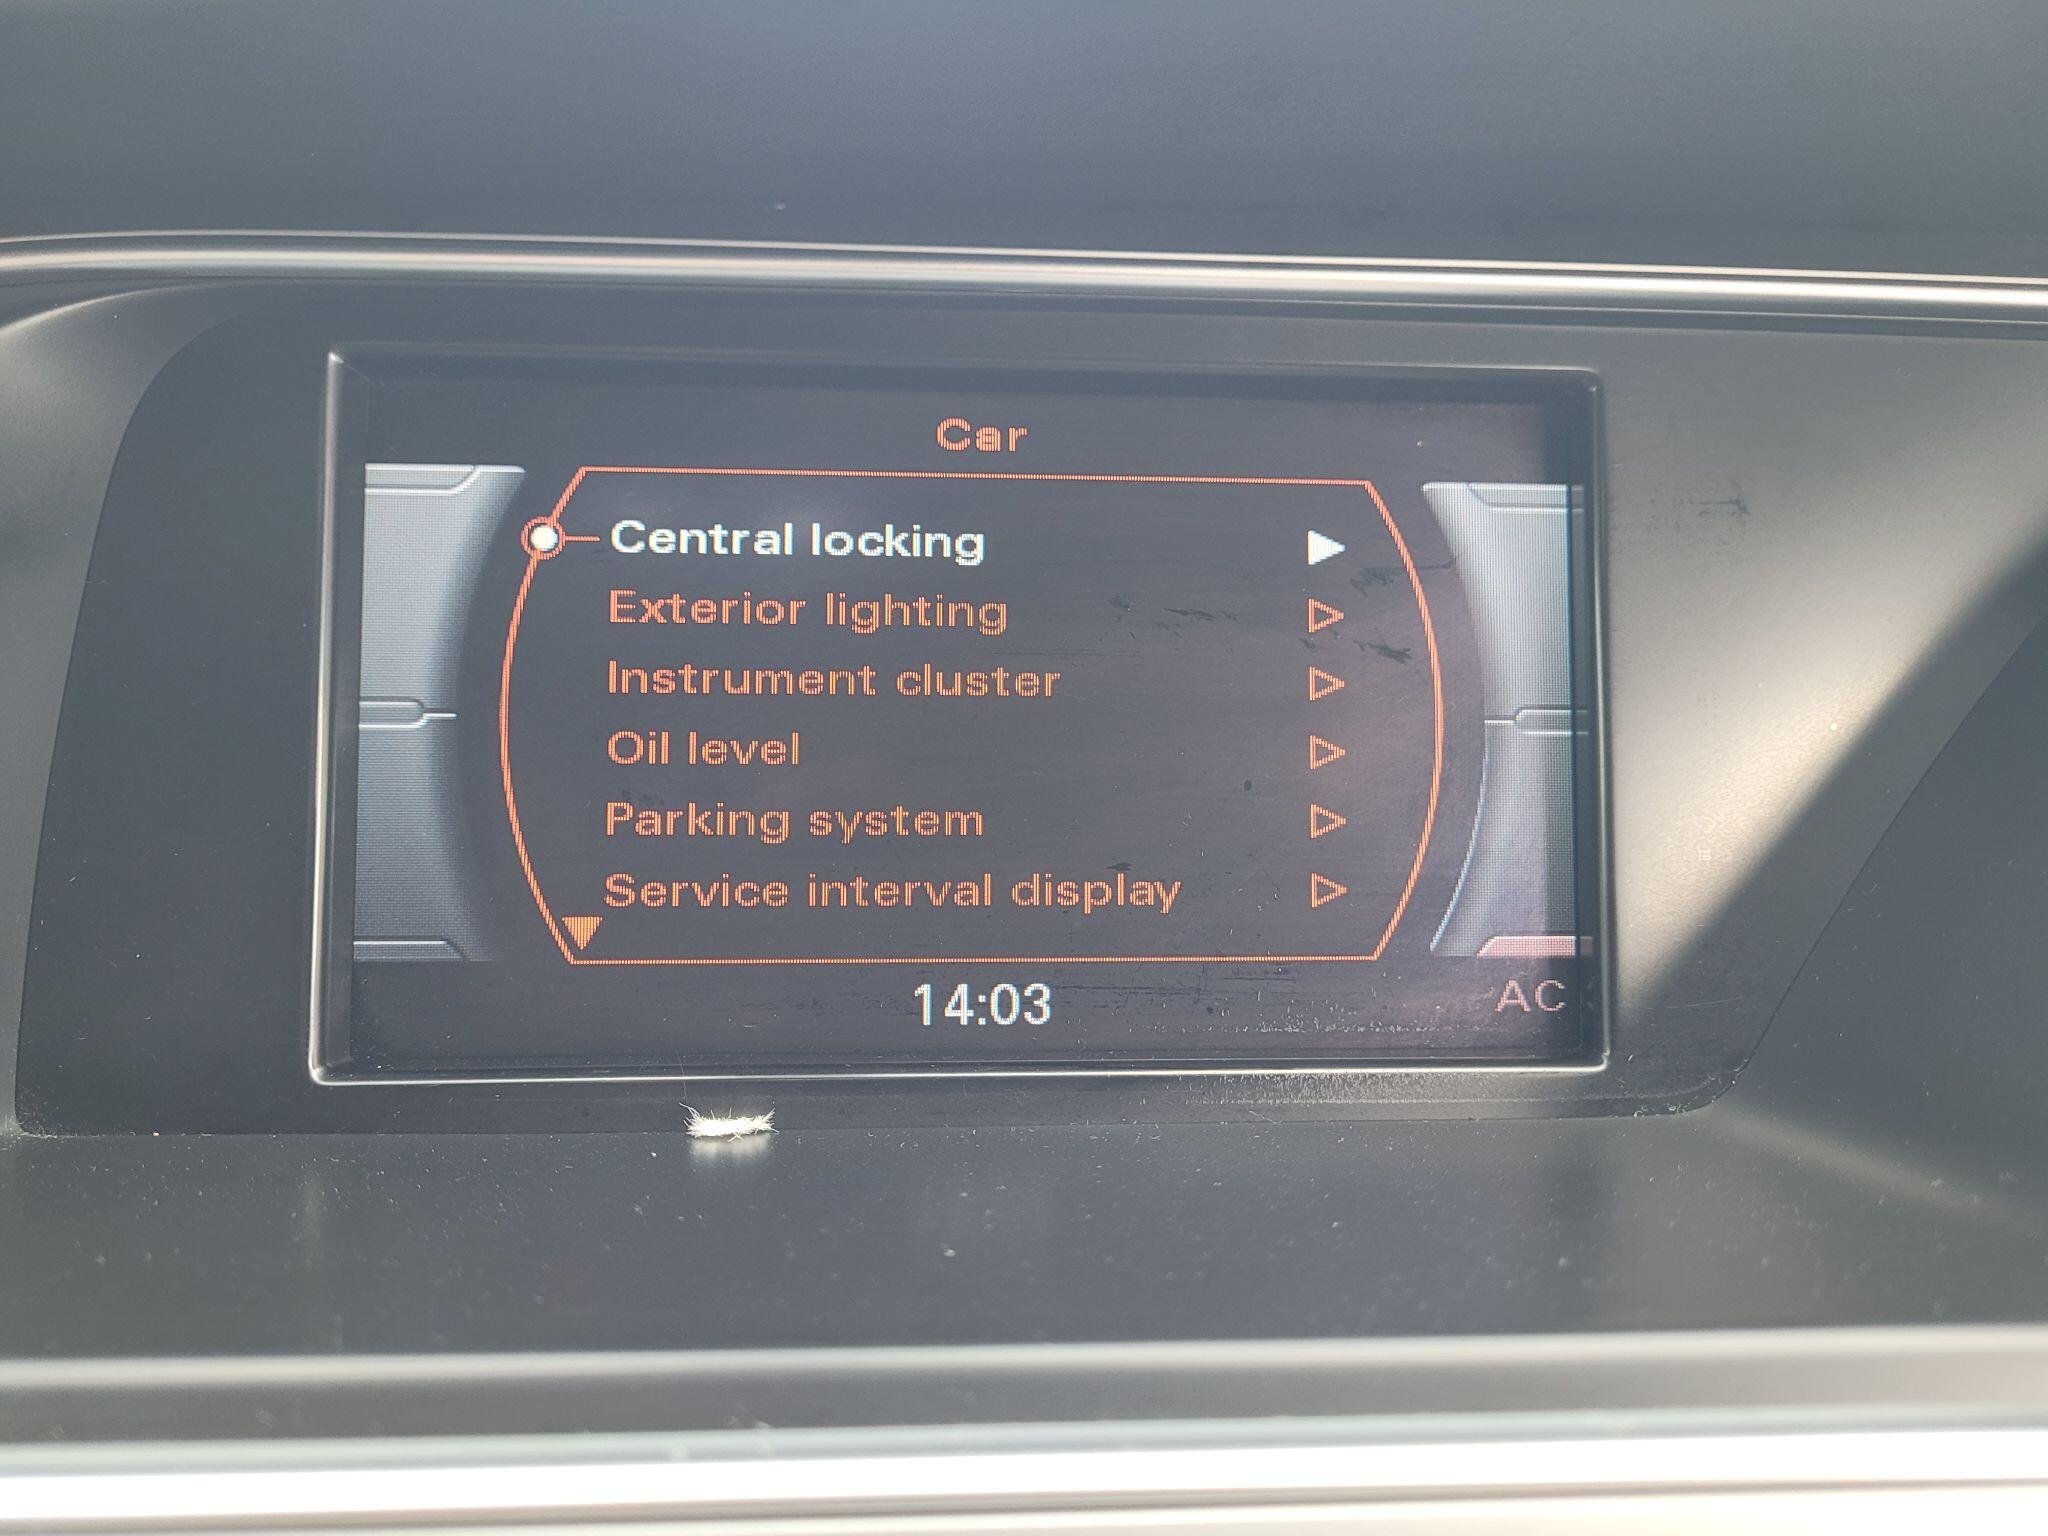 Car
Central locking
Exterior lighting
Instrument cluster
Oil level
Parking system
Service interval display
14:03
AC